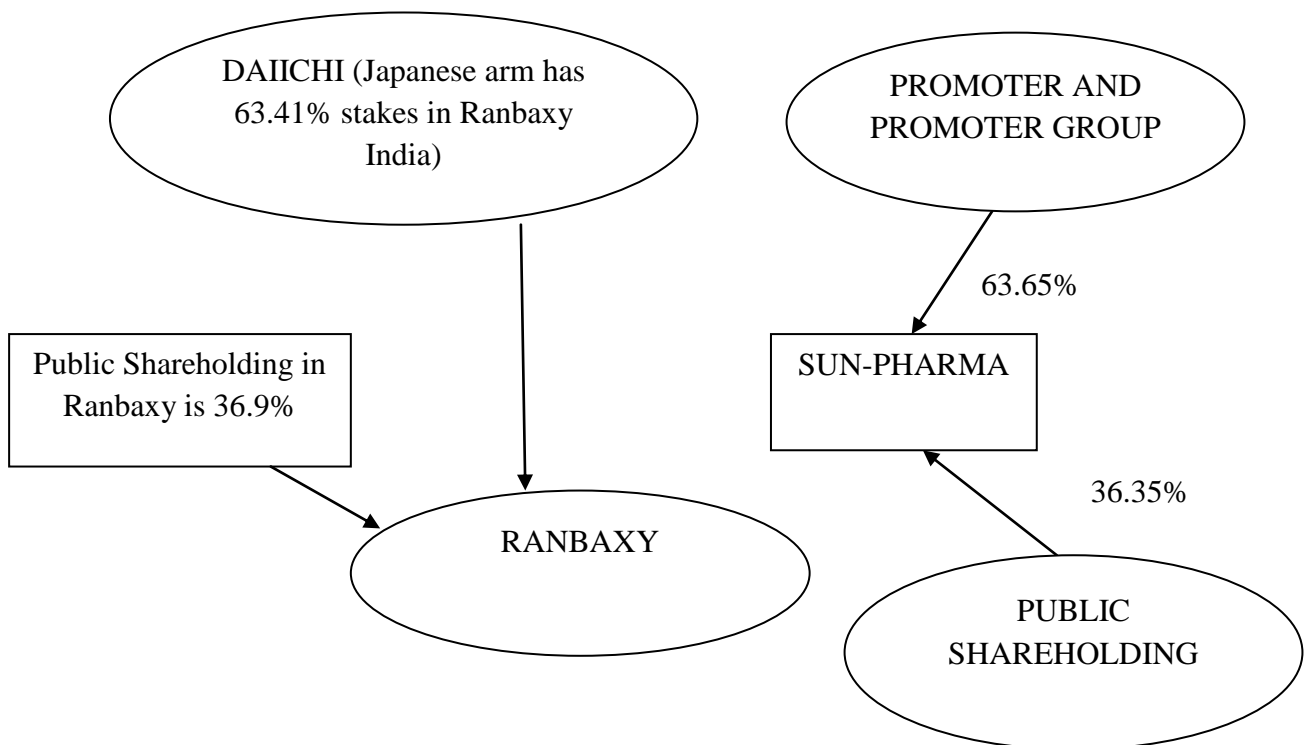 DAIICHI (Japanese arm has
63.41% stakes in Ranbaxy
India)
PROMOTER AND
PROMOTER GROUP
63.65%
Public Shareholding in
Ranbaxy is 36.9%
SUN-PHARMA
36.35%
RANBAXY
PUBLIC
SHAREHOLDING